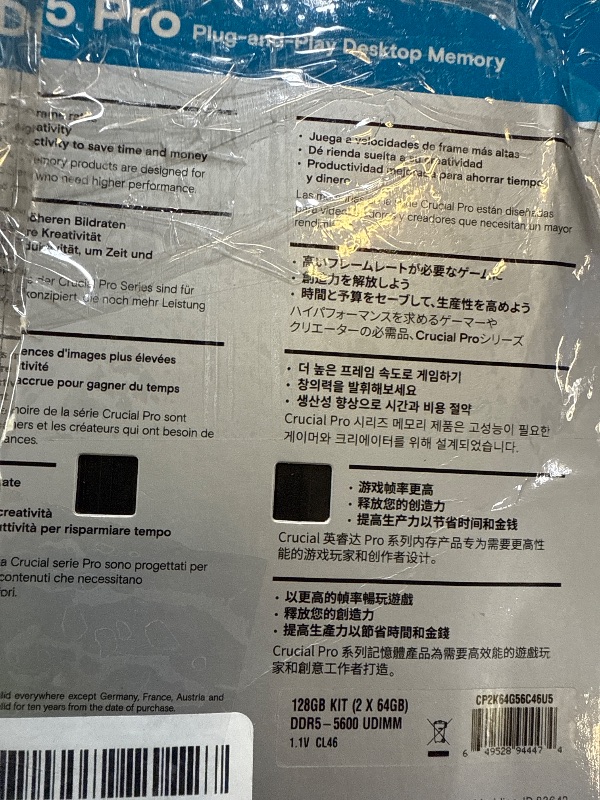 5 Pro Plug-and-Play Desktop Memory
ativity
ctivity to save time and money
emory products are designed for
who need higher performance.
öheren Bildraten
re Kreativität
um Zeit und
der Crucial Pro Series sind für
konzipiert, die noch mehr Leistung
ences d'images plus élevées
tivité
accrue pour gagner du temps
moire de la série Crucial Pro sont
ers et les créateurs qui ont besoin de
ances.
ate
creatività
uttività per risparmiare tempo
a Crucial serie Pro sono progettati per
contenuti che necessitano
ori.
lid everywhere except Germany, France, Austria and
lid for ten years from the date of purchase.
• Juega a velocidades de frame más altas
• Dé rienda suelta a su creatividad
• Productividad mejorada para ahorrar tiempo
y dinero
Crucial Pro están diseñadas
y creadores que necesitan un mayor
• 高いフレームレートが必要なゲームに
• 創造力を解放しよう
• 時間と予算をセーブして、生産性を高めよう
ハイパフォーマンスを求めるゲーマーや
クリエーターの必需品、Crucial Proシリーズ
• 더 높은 프레임 속도로 게임하기
• 창의력을 발휘해보세요
• 생산성 향상으로 시간과 비용 절약
Crucial Pro 시리즈 메모리 제품은 고성능이 필요한
게이머와 크리에이터를 위해 설계되었습니다.
• 游戏帧率更高
• 释放您的创造力
• 提高生产力以节省时间和金钱
Crucial 英睿达 Pro 系列内存产品专为需要更高性
能的游戏玩家和创作者设计。
• 以更高的幀率暢玩遊戲
• 釋放您的創造力
• 提高生產力以節省時間和金錢
Crucial Pro 系列記憶體產品為需要高效能的遊戲玩
家和創意工作者打造。
128GB KIT (2 X 64GB)
DDR5-5600 UDIMM
1.1V CL46
CP2K64G56C46U5
6 49528 94447 4